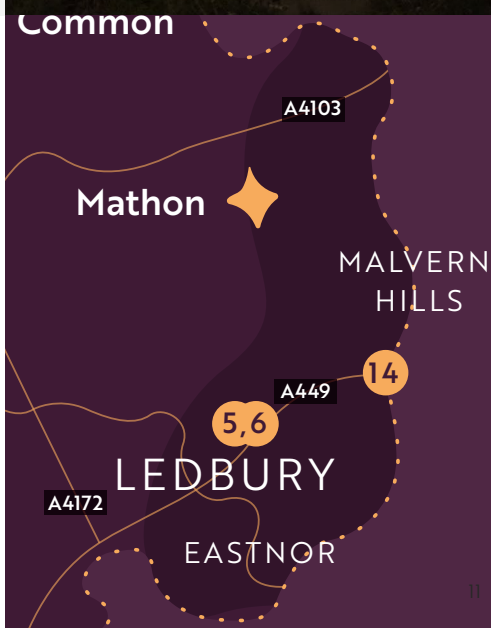 Common
A4103
Mathon
MALVERN
HILLS
14
A449
5,6
LEDBURY
A4172
EASTNOR
11